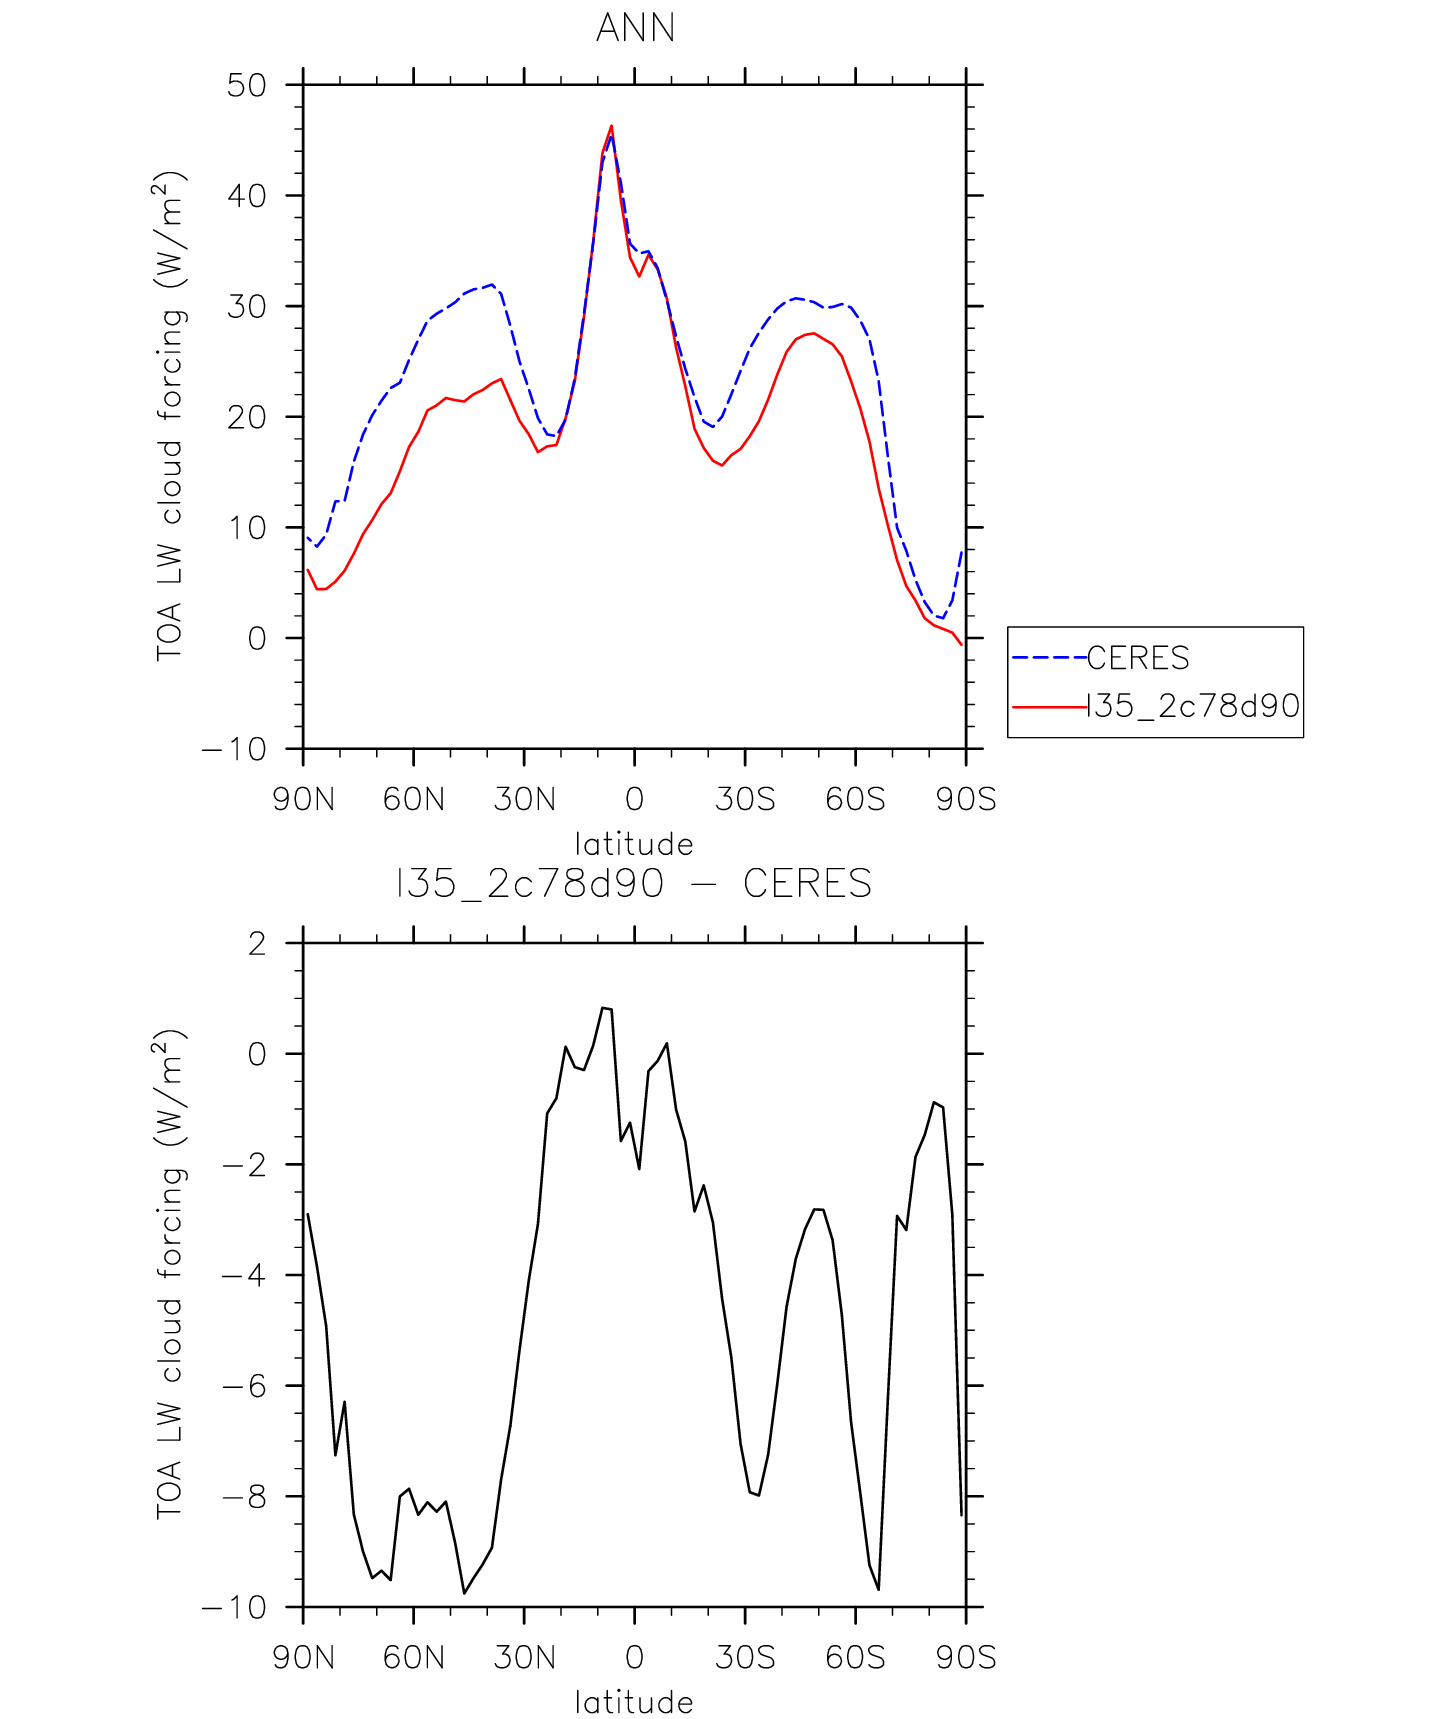 ANN
TOA LW cloud forcing (W/m²)
50
40
30
20
10
0
−10
90N 60N 30N 0 30S 60S 90S
latitude
CERES
I35_2c78d90
I35_2c78d90 − CERES
TOA LW cloud forcing (W/m²)
2
0
−2
−4
−6
−8
−10
90N 60N 30N 0 30S 60S 90S
latitude